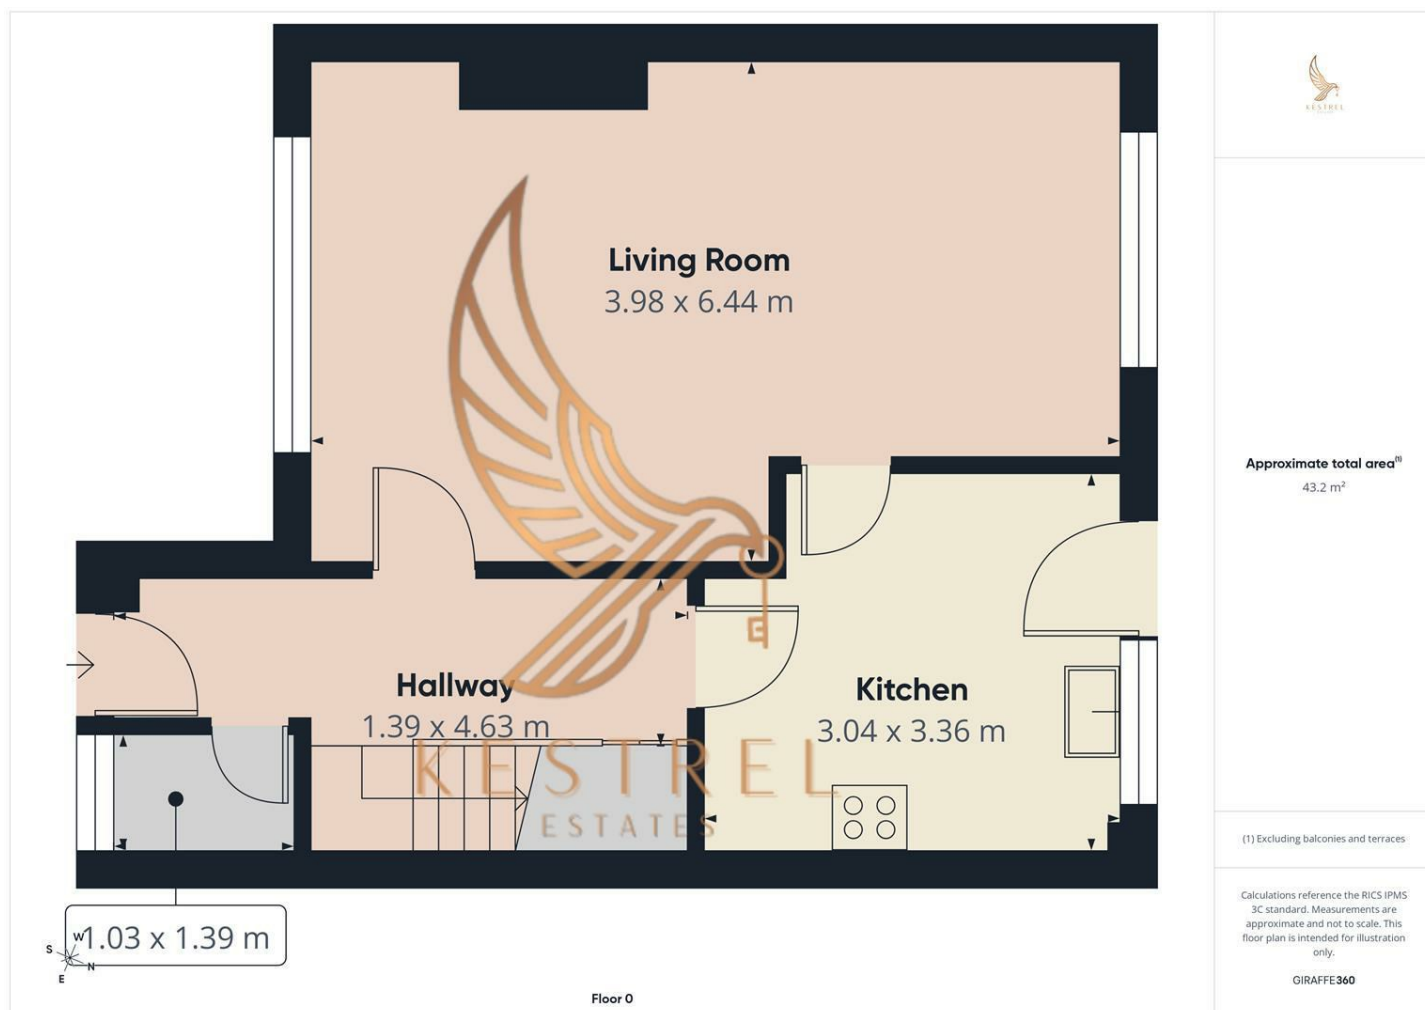 Living Room
3.98 x 6.44 m
Hallway
1.39 x 4.63 m
Kitchen
3.04 x 3.36 m
KESTREL
ESTATES
1.03 x 1.39 m
W
S
N
E
Floor 0
KESTREL
Approximate total area(1)
43.2 m²
(1) Excluding balconies and terraces
Calculations reference the RICS IPMS
3C standard. Measurements are
approximate and not to scale. This
floor plan is intended for illustration
only.
GIRAFFE360